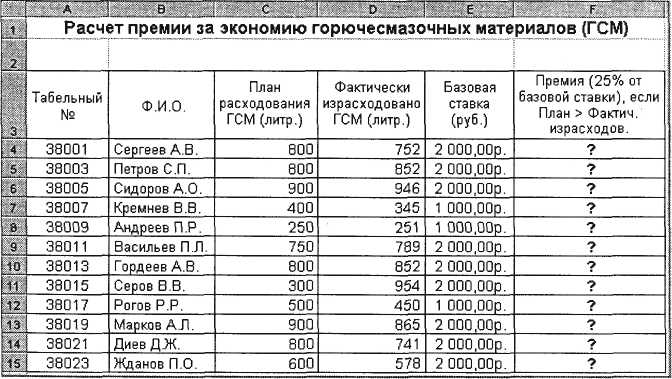 A B C D E F
1 Расчет премии за экономию горючесмазочных материалов (ГСМ)
2
3 Табельный № Ф.И.О. План расходования ГСМ (литр.) Фактически израсходовано ГСМ (литр.) Базовая ставка (руб.) Премия (25% от базовой ставки), если План > Фактич. израсходов.
4 38001 Сергеев А.В. 800 752 2 000,00р. ?
5 38003 Петров С.П. 800 852 2 000,00р. ?
6 38005 Сидоров А.О. 900 946 2 000,00р. ?
7 38007 Кремнев В.В. 400 345 1 000,00р. ?
8 38009 Андреев П.Р. 250 251 1 000,00р. ?
9 38011 Васильев П.Л. 750 789 2 000,00р. ?
10 38013 Гордеев А.В. 800 852 2 000,00р. ?
11 38015 Серов В.В. 300 954 2 000,00р. ?
12 38017 Рогов Р.Р. 500 450 1 000,00р. ?
13 38019 Марков А.Л. 900 865 2 000,00р. ?
14 38021 Диев Д.Ж. 800 741 2 000,00р. ?
15 38023 Жданов П.О. 600 578 2 000,00р. ?